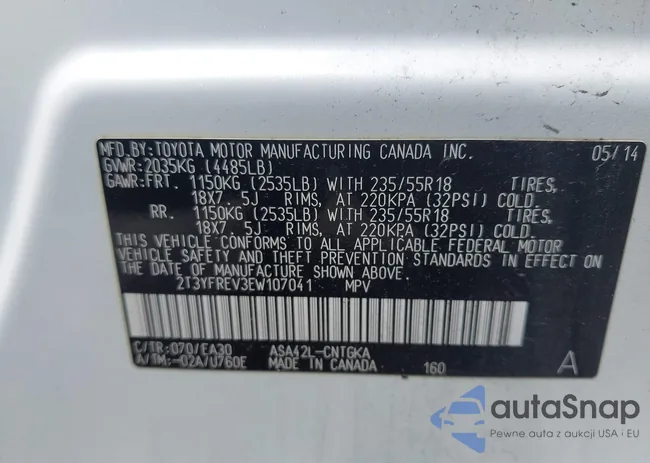 MFD.BY:TOYOTA MOTOR MANUFACTURING CANADA INC. 05/14
GVWR:2035KG (4485LB)
GAWR:FRT. 1150KG (2535LB) WITH 235/55R18 TIRES,
18X7. 5J RIMS, AT 220KPA (32PSI) COLD.
RR. 1150KG (2535LB) WITH 235/55R18 TIRES,
18X7. 5J RIMS, AT 220KPA (32PSI) COLD.
THIS VEHICLE CONFORMS TO ALL APPLICABLE FEDERAL MOTOR
VEHICLE SAFETY AND THEFT PREVENTION STANDARDS IN EFFECT ON
THE DATE OF MANUFACTURE SHOWN ABOVE.
2T3YFREV3EW107041 MPV
C/TR:070/EA30 ASA42L-CNTGKA
A/TM:-02A/U760E MADE IN CANADA 160 A
autoSnap
Pewne auta z aukcji USA i EU